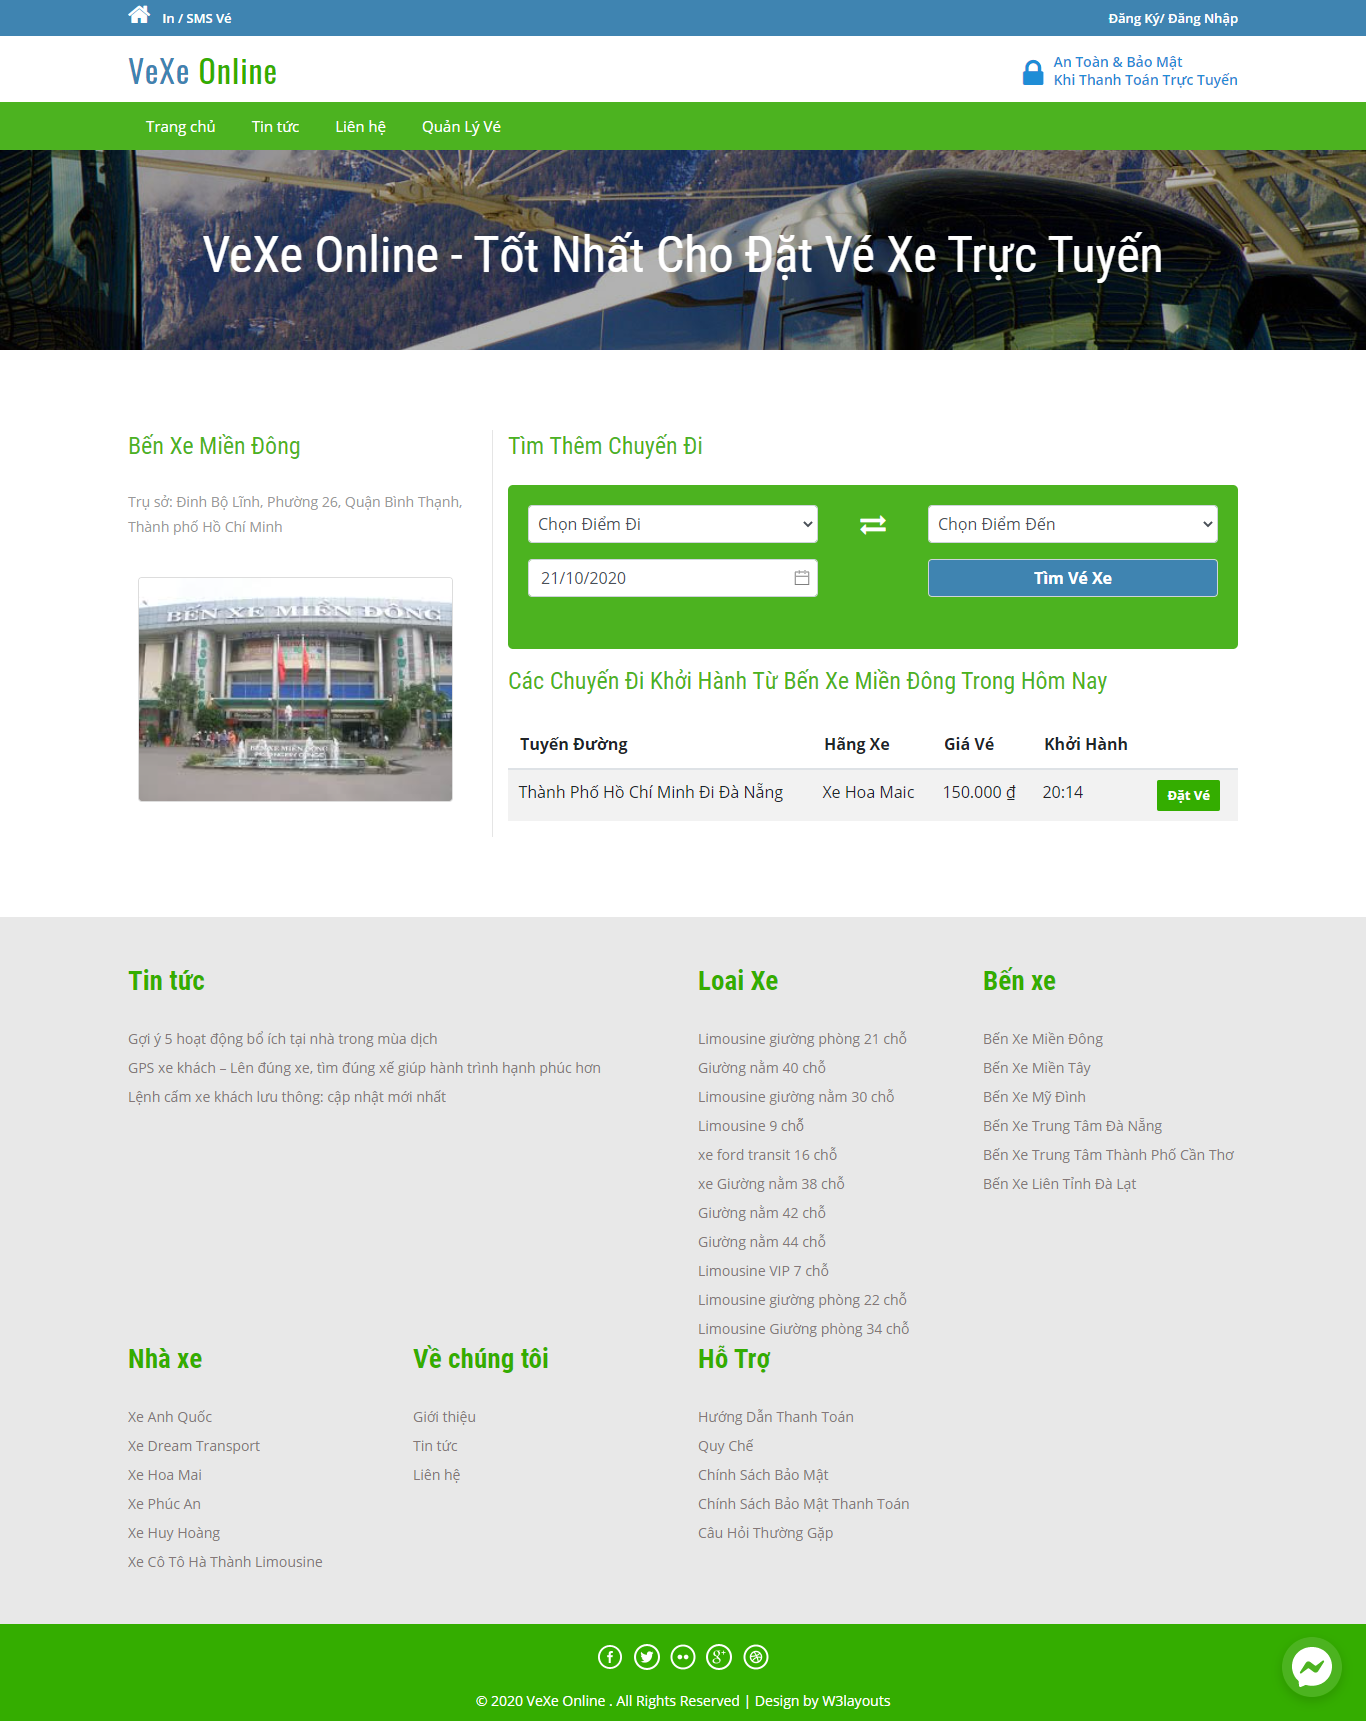 In / SMS Vé
Đăng Ký/ Đăng Nhập
VeXe Online
An Toàn & Bảo Mật
Khi Thanh Toán Trực Tuyến
Trang chủ
Tin tức
Liên hệ
Quản Lý Vé
VeXe Online - Tốt Nhất Cho Đặt Vé Xe Trực Tuyến
Bến Xe Miền Đông
Trụ sở: Đinh Bộ Lĩnh, Phường 26, Quận Bình Thạnh,
Thành phố Hồ Chí Minh
BẾN XE MIỀN ĐÔNG
BẾN XE MIỀN ĐÔNG
Tìm Thêm Chuyến Đi
Chọn Điểm Đi
Chọn Điểm Đến
21/10/2020
Tìm Vé Xe
Các Chuyến Đi Khởi Hành Từ Bến Xe Miền Đông Trong Hôm Nay
Tuyến Đường Hãng Xe Giá Vé Khởi Hành
Thành Phố Hồ Chí Minh Đi Đà Nẵng Xe Hoa Maic 150.000 ₫ 20:14 Đặt Vé
Tin tức
Gợi ý 5 hoạt động bổ ích tại nhà trong mùa dịch
GPS xe khách – Lên đúng xe, tìm đúng xế giúp hành trình hạnh phúc hơn
Lệnh cấm xe khách lưu thông: cập nhật mới nhất
Loai Xe
Limousine giường phòng 21 chỗ
Giường nằm 40 chỗ
Limousine giường nằm 30 chỗ
Limousine 9 chỗ
xe ford transit 16 chỗ
xe Giường nằm 38 chỗ
Giường nằm 42 chỗ
Giường nằm 44 chỗ
Limousine VIP 7 chỗ
Limousine giường phòng 22 chỗ
Limousine Giường phòng 34 chỗ
Bến xe
Bến Xe Miền Đông
Bến Xe Miền Tây
Bến Xe Mỹ Đình
Bến Xe Trung Tâm Đà Nẵng
Bến Xe Trung Tâm Thành Phố Cần Thơ
Bến Xe Liên Tỉnh Đà Lạt
Nhà xe
Xe Anh Quốc
Xe Dream Transport
Xe Hoa Mai
Xe Phúc An
Xe Huy Hoàng
Xe Cô Tô Hà Thành Limousine
Về chúng tôi
Giới thiệu
Tin tức
Liên hệ
Hỗ Trợ
Hướng Dẫn Thanh Toán
Quy Chế
Chính Sách Bảo Mật
Chính Sách Bảo Mật Thanh Toán
Câu Hỏi Thường Gặp
© 2020 VeXe Online . All Rights Reserved | Design by W3layouts